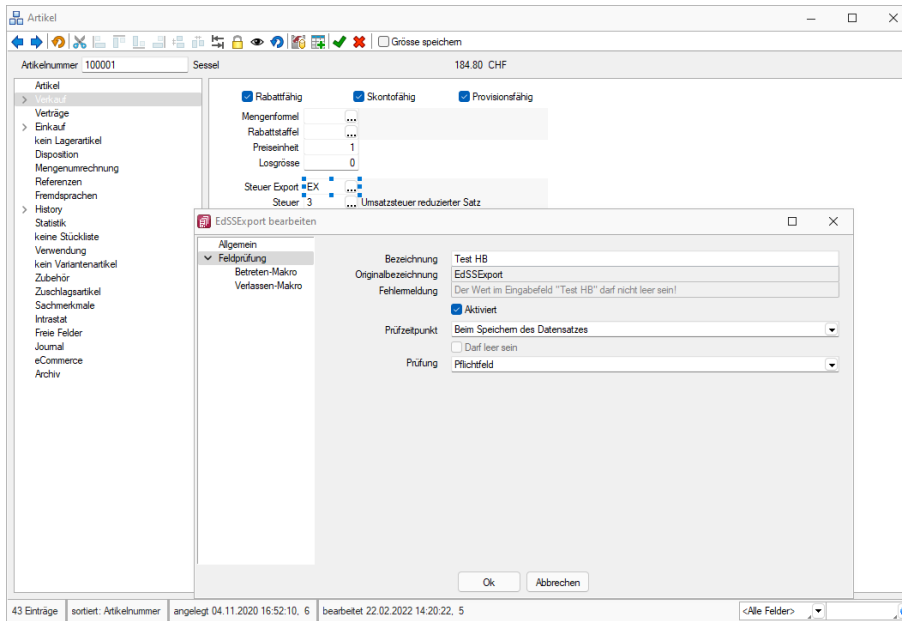 Artikel
Grösse speichern
Artikelnummer 100001 Sessel 184.80 CHF
Artikel
Verkauf
Verträge
Einkauf
kein Lagerartikel
Disposition
Mengenumrechnung
Referenzen
Fremdsprachen
History
Statistik
keine Stückliste
Verwendung
kein Variantenartikel
Zubehör
Zuschlagsartikel
Sachmerkmale
Intrastat
Freie Felder
Journal
eCommerce
Archiv
Rabattfähig Skontofähig Provisionsfähig
Mengenformel ...
Rabattstaffel ...
Preiseinheit 1
Losgrösse 0
Steuer Export EX ...
Steuer 3 ... Umsatzsteuer reduzierter Satz
EdSSExport bearbeiten
Allgemein
Feldprüfung
Betreten-Makro
Verlassen-Makro
Bezeichnung Test HB
Originalbezeichnung EdSSExport
Fehlermeldung Der Wert im Eingabefeld "Test HB" darf nicht leer sein!
Aktiviert
Prüfzeitpunkt Beim Speichern des Datensatzes
Darf leer sein
Prüfung Pflichtfeld
Ok Abbrechen
43 Einträge sortiert: Artikelnummer angelegt 04.11.2020 16:52:10, 6 bearbeitet 22.02.2022 14:20:22, 5 <Alle Felder>